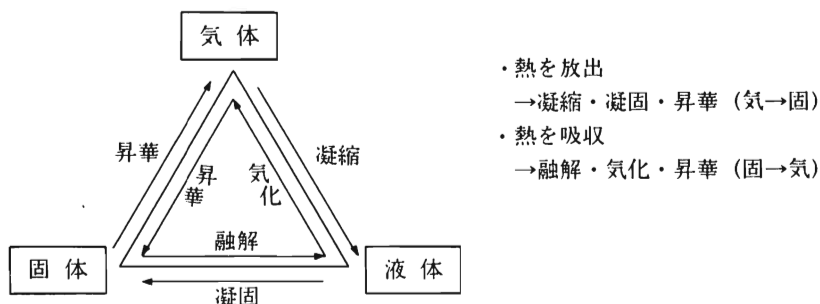 気体
・熱を放出
→凝縮・凝固・昇華（気→固）
・熱を吸収
→融解・気化・昇華（固→気）
昇華
昇華
気化
凝縮
融解
固体
液体
凝固